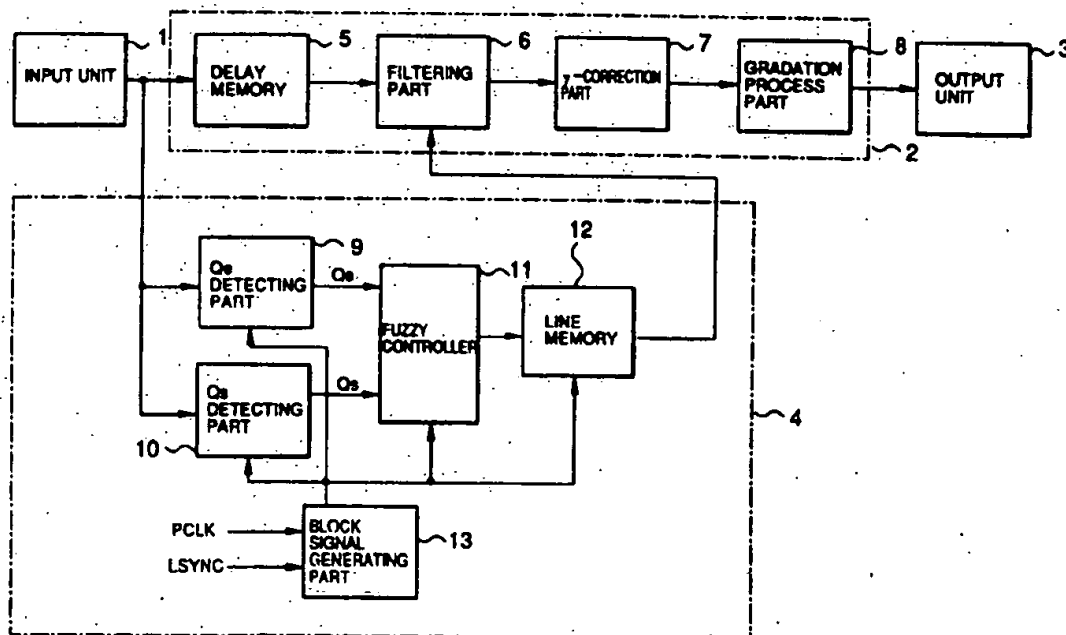 1
5
6
7
8
3
INPUT UNIT
DELAY
MEMORY
FILTERING
PART
γ-CORRECTION
PART
GRADATION
PROCESS
PART
OUTPUT
UNIT
2
9
Qe
DETECTING
PART
Qe
11
12
FUZZY
CONTROLLER
LINE
MEMORY
Qs
DETECTING
PART
Qs
10
4
PCLK
LSYNC
BLOCK
SIGNAL
GENERATING
PART
13